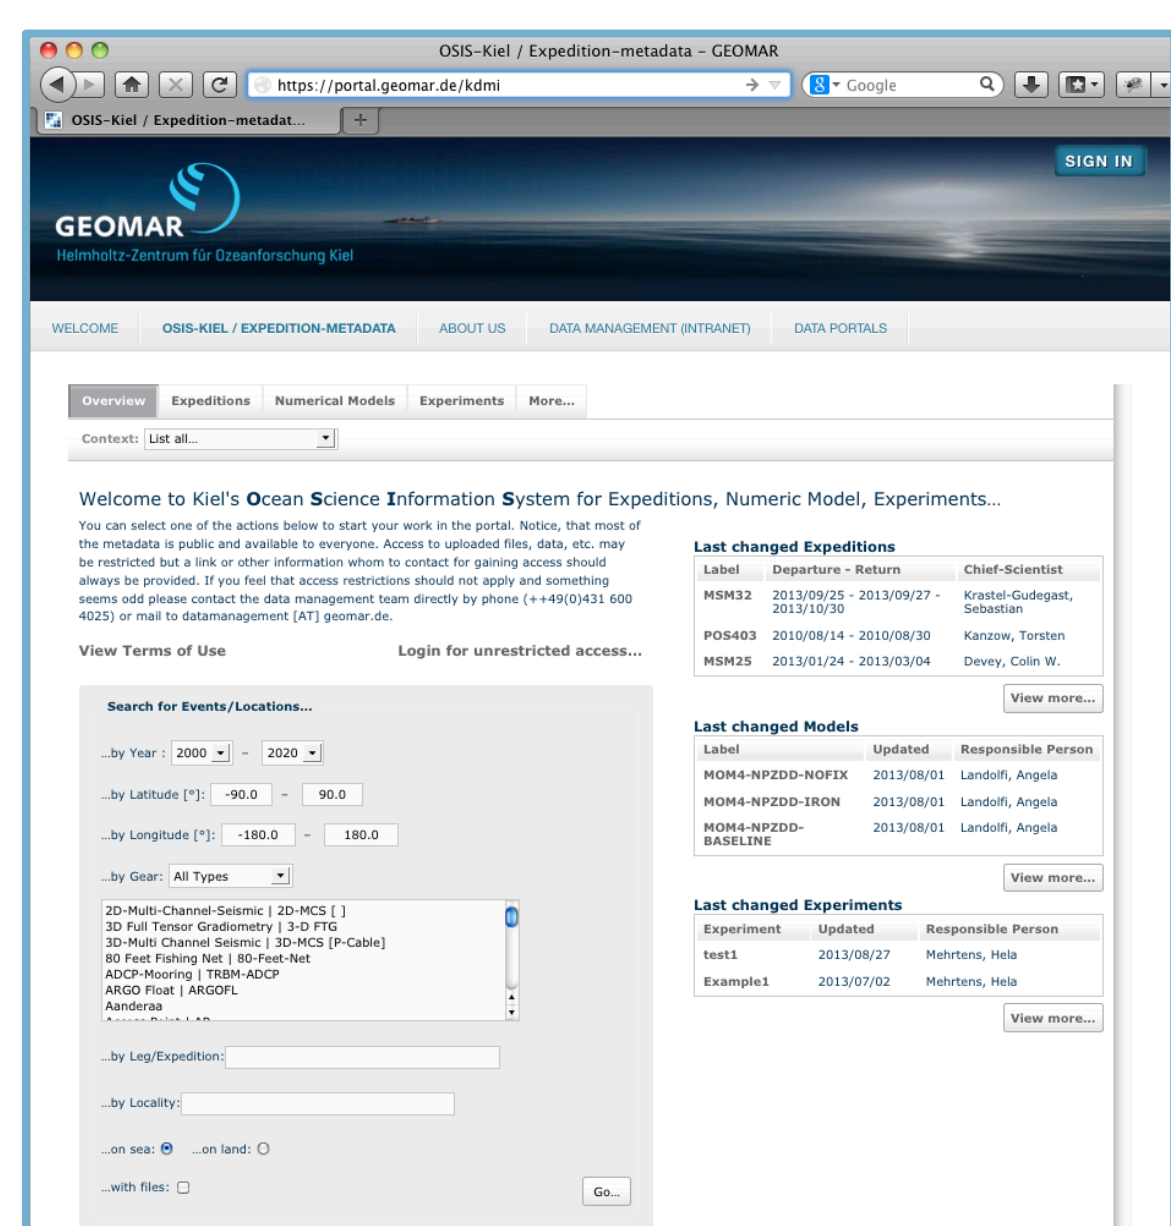 OSIS-Kiel / Expedition-metadata – GEOMAR
https://portal.geomar.de/kdmi
8 Google
OSIS-Kiel / Expedition-metadat...
SIGN IN
GEOMAR
Helmholtz-Zentrum für Ozeanforschung Kiel
WELCOME OSIS-KIEL / EXPEDITION-METADATA ABOUT US DATA MANAGEMENT (INTRANET) DATA PORTALS
Overview Expeditions Numerical Models Experiments More...
Context: List all...
Welcome to Kiel's Ocean Science Information System for Expeditions, Numeric Model, Experiments...
You can select one of the actions below to start your work in the portal. Notice, that most of
the metadata is public and available to everyone. Access to uploaded files, data, etc. may
be restricted but a link or other information whom to contact for gaining access should
always be provided. If you feel that access restrictions should not apply and something
seems odd please contact the data management team directly by phone (++49(0)431 600
4025) or mail to datamanagement [AT] geomar.de.
View Terms of Use Login for unrestricted access...
Search for Events/Locations...
...by Year : 2000 – 2020
...by Latitude [°]: -90.0 – 90.0
...by Longitude [°]: -180.0 – 180.0
...by Gear: All Types
2D-Multi-Channel-Seismic | 2D-MCS [ ]
3D Full Tensor Gradiometry | 3-D FTG
3D-Multi Channel Seismic | 3D-MCS [P-Cable]
80 Feet Fishing Net | 80-Feet-Net
ADCP-Mooring | TRBM-ADCP
ARGO Float | ARGOFL
Aanderaa
...by Leg/Expedition:
...by Locality:
...on sea: ...on land:
...with files:
Go...
Last changed Expeditions
Label Departure - Return Chief-Scientist
MSM32 2013/09/25 - 2013/09/27 - Krastel-Gudegast,
2013/10/30 Sebastian
POS403 2010/08/14 - 2010/08/30 Kanzow, Torsten
MSM25 2013/01/24 - 2013/03/04 Devey, Colin W.
View more...
Last changed Models
Label Updated Responsible Person
MOM4-NPZDD-NOFIX 2013/08/01 Landolfi, Angela
MOM4-NPZDD-IRON 2013/08/01 Landolfi, Angela
MOM4-NPZDD- 2013/08/01 Landolfi, Angela
BASELINE
View more...
Last changed Experiments
Experiment Updated Responsible Person
test1 2013/08/27 Mehrtens, Hela
Example1 2013/07/02 Mehrtens, Hela
View more...